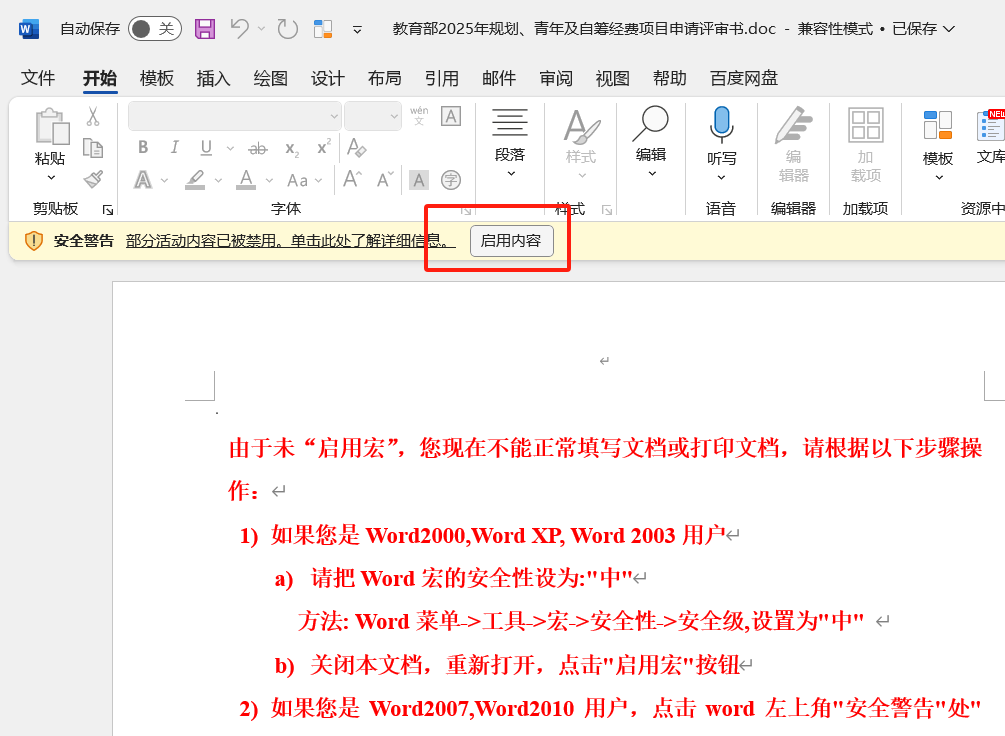 自动保存 关 教育部2025年规划、青年及自筹经费项目申请评审书.doc - 兼容性模式 • 已保存
文件 开始 模板 插入 绘图 设计 布局 引用 邮件 审阅 视图 帮助 百度网盘
粘贴
剪贴板
wén
文
A
B I U ab x₂ x² A
A A Aa A A A 字
字体
段落
样式
样式
编辑
听写
语音
编
辑器
编辑器
加
载项
加载项
模板
NEW
文库
资源中
安全警告 部分活动内容已被禁用。单击此处了解详细信息。 启用内容
由于未“启用宏”，您现在不能正常填写文档或打印文档，请根据以下步骤操
作：
1) 如果您是 Word2000,Word XP, Word 2003 用户
a) 请把 Word 宏的安全性设为:"中"
方法: Word 菜单->工具->宏->安全性->安全级,设置为"中"
b) 关闭本文档，重新打开，点击"启用宏"按钮
2) 如果您是 Word2007,Word2010 用户，点击 word 左上角"安全警告"处"